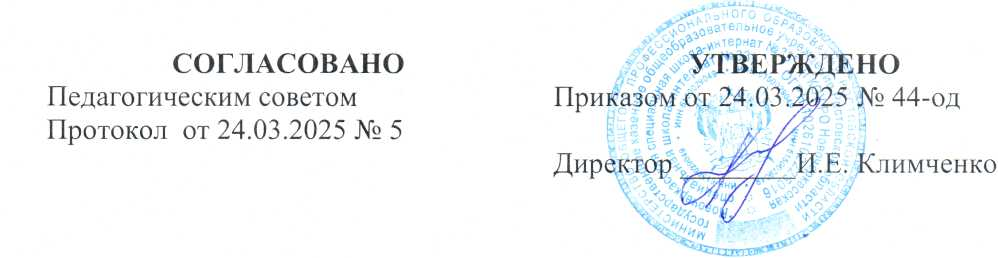 СОГЛАСОВАНО
Педагогическим советом
Протокол от 24.03.2025 № 5
УТВЕРЖДЕНО
Приказом от 24.03.2025 № 44-од
Директор ________И.Е. Климченко